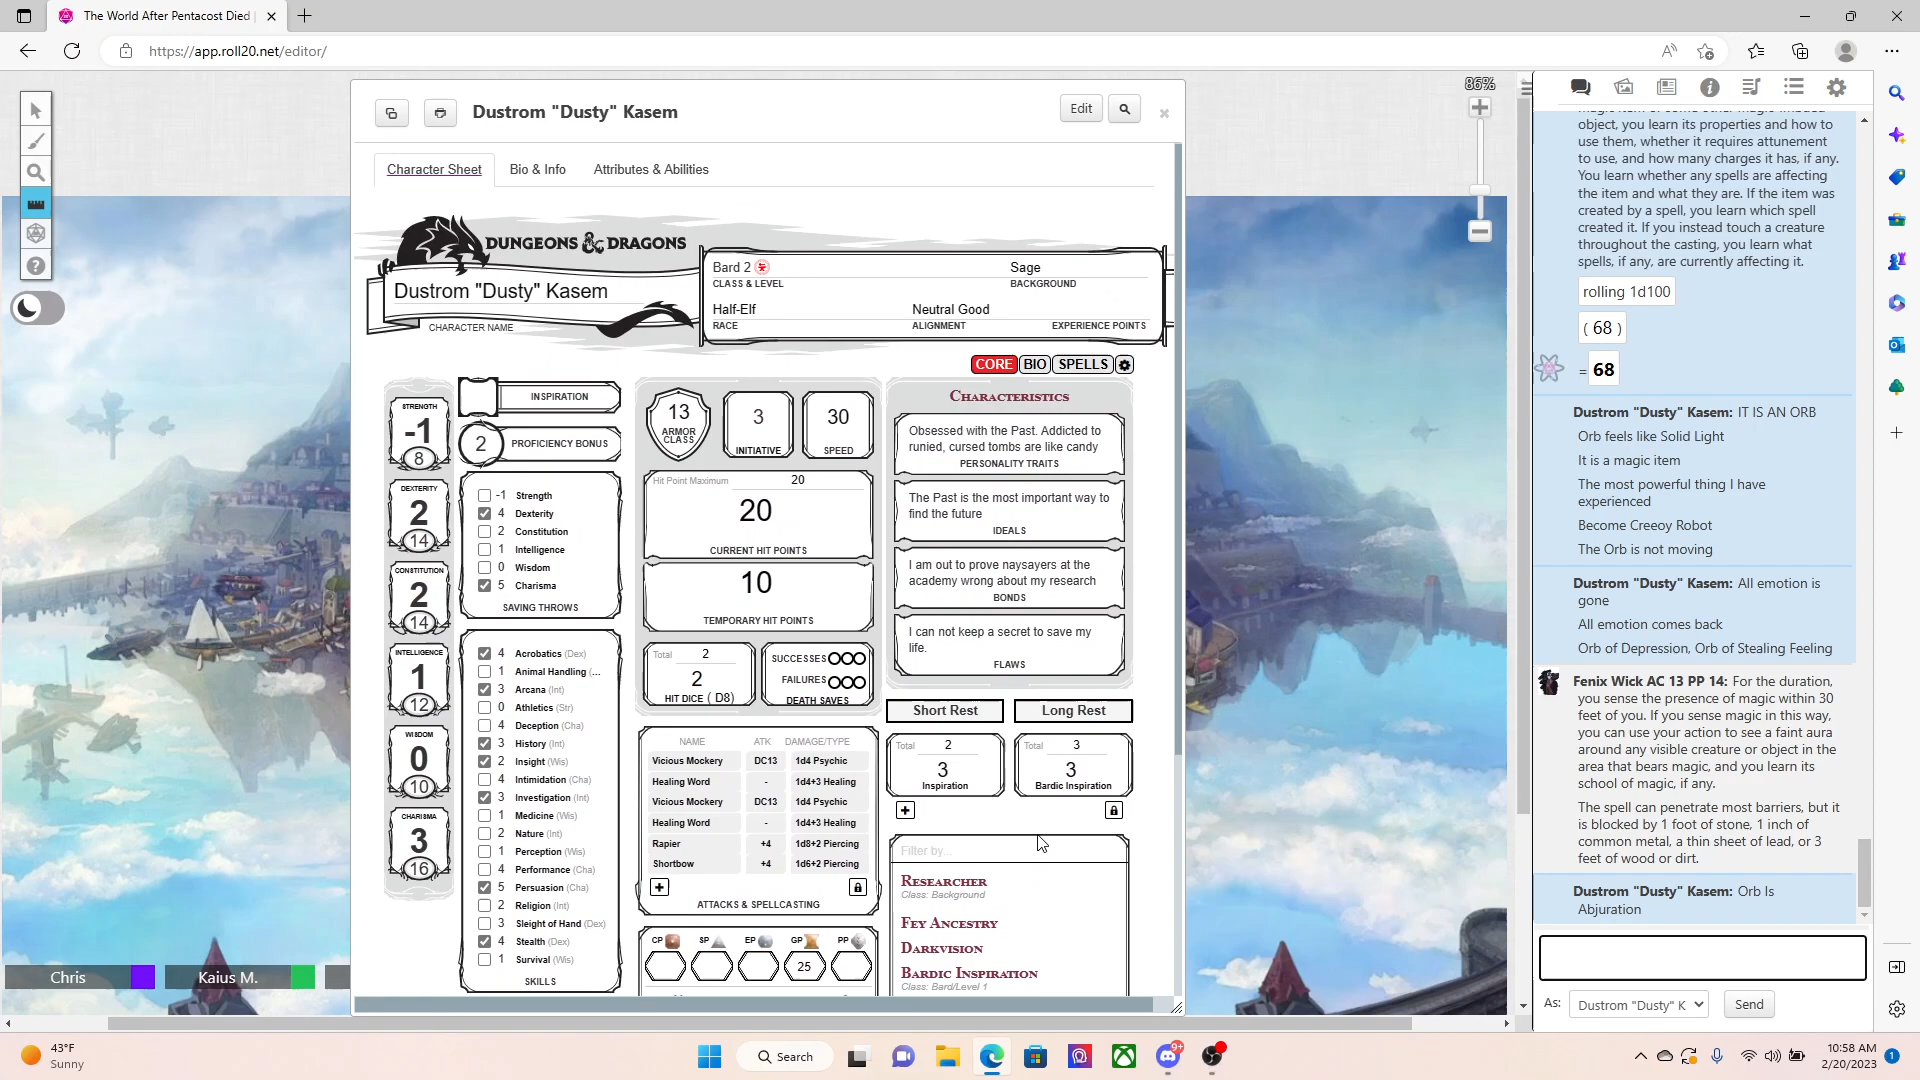 The World After Pentacost Died |
https://app.roll20.net/editor/
86%
Dustrom "Dusty" Kasem
Edit
Character Sheet
Bio & Info
Attributes & Abilities
DUNGEONS & DRAGONS
Dustrom "Dusty" Kasem
CHARACTER NAME
Bard 2
CLASS & LEVEL
Sage
BACKGROUND
Half-Elf
RACE
Neutral Good
ALIGNMENT
EXPERIENCE POINTS
CORE
BIO
SPELLS
STRENGTH
-1
8
DEXTERITY
2
14
CONSTITUTION
2
14
INTELLIGENCE
1
12
WISDOM
0
10
CHARISMA
3
16
INSPIRATION
2
PROFICIENCY BONUS
-1 Strength
4 Dexterity
2 Constitution
1 Intelligence
0 Wisdom
5 Charisma
SAVING THROWS
4 Acrobatics (Dex)
1 Animal Handling (...
3 Arcana (Int)
0 Athletics (Str)
4 Deception (Cha)
3 History (Int)
2 Insight (Wis)
4 Intimidation (Cha)
3 Investigation (Int)
1 Medicine (Wis)
2 Nature (Int)
1 Perception (Wis)
4 Performance (Cha)
5 Persuasion (Cha)
2 Religion (Int)
3 Sleight of Hand (Dex)
4 Stealth (Dex)
1 Survival (Wis)
SKILLS
13
ARMOR
CLASS
3
INITIATIVE
30
SPEED
Hit Point Maximum 20
20
CURRENT HIT POINTS
10
TEMPORARY HIT POINTS
Total 2
2
HIT DICE ( D8)
SUCCESSES
FAILURES
DEATH SAVES
NAME ATK DAMAGE/TYPE
Vicious Mockery DC13 1d4 Psychic
Healing Word - 1d4+3 Healing
Vicious Mockery DC13 1d4 Psychic
Healing Word - 1d4+3 Healing
Rapier +4 1d8+2 Piercing
Shortbow +4 1d6+2 Piercing
ATTACKS & SPELLCASTING
CP SP EP GP PP
25
CHARACTERISTICS
Obsessed with the Past. Addicted to
runied, cursed tombs are like candy
PERSONALITY TRAITS
The Past is the most important way to
find the future
IDEALS
I am out to prove naysayers at the
academy wrong about my research
BONDS
I can not keep a secret to save my
life.
FLAWS
Short Rest
Long Rest
Total 2
3
Inspiration
Total 3
3
Bardic Inspiration
Filter by...
RESEARCHER
Class: Background
FEY ANCESTRY
DARKVISION
BARDIC INSPIRATION
Class: Bard/Level 1
Chris
Kaius M.
object, you learn its properties and how to
use them, whether it requires attunement
to use, and how many charges it has, if any.
You learn whether any spells are affecting
the item and what they are. If the item was
created by a spell, you learn which spell
created it. If you instead touch a creature
throughout the casting, you learn what
spells, if any, are currently affecting it.
rolling 1d100
( 68 )
= 68
Dustrom "Dusty" Kasem: IT IS AN ORB
Orb feels like Solid Light
It is a magic item
The most powerful thing I have
experienced
Become Creeoy Robot
The Orb is not moving
Dustrom "Dusty" Kasem: All emotion is
gone
All emotion comes back
Orb of Depression, Orb of Stealing Feeling
Fenix Wick AC 13 PP 14: For the duration,
you sense the presence of magic within 30
feet of you. If you sense magic in this way,
you can use your action to see a faint aura
around any visible creature or object in the
area that bears magic, and you learn its
school of magic, if any.
The spell can penetrate most barriers, but it
is blocked by 1 foot of stone, 1 inch of
common metal, a thin sheet of lead, or 3
feet of wood or dirt.
Dustrom "Dusty" Kasem: Orb Is
Abjuration
As: Dustrom "Dusty" K
Send
43°F
Sunny
Search
9+
10:58 AM
2/20/2023
1